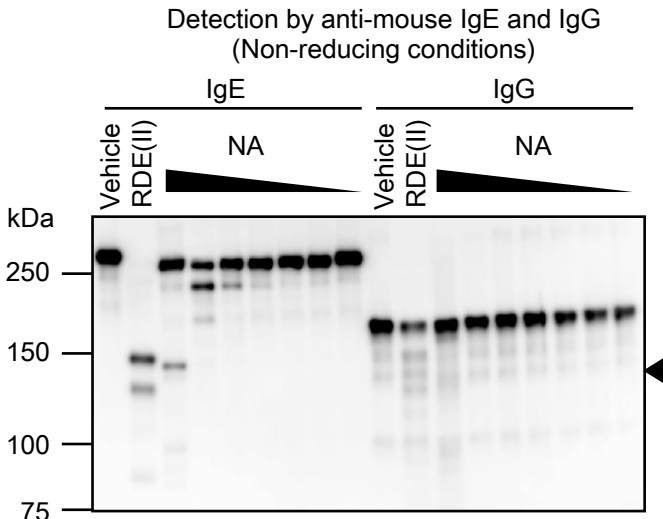 Detection by anti-mouse IgE and IgG
(Non-reducing conditions)
IgE IgG
Vehicle RDE(II) NA Vehicle RDE(II) NA
kDa
250
150
100
75